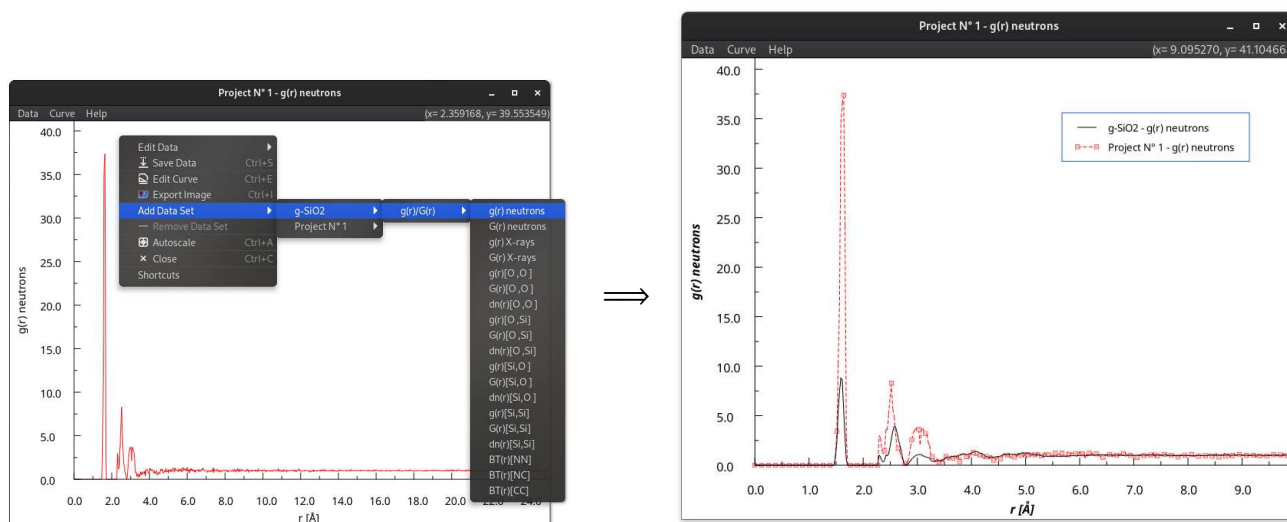 Project N° 1 - g(r) neutrons
Data Curve Help (x= 2.359168, y= 39.553549)
40.0
35.0
30.0
25.0
20.0
15.0
10.0
5.0
0.0
g(r) neutrons
0.0 2.0 4.0 6.0 8.0 10.0 12.0 14.0 16.0 18.0 20.0 22.0 24.0
r [Å]
Edit Data
Save Data Ctrl+S
Edit Curve Ctrl+E
Export Image Ctrl+I
Add Data Set
Remove Data Set
Autoscale Ctrl+A
Close Ctrl+C
Shortcuts
g-SiO2
Project N° 1
g(r)/G(r)
g(r) neutrons
G(r) neutrons
g(r) X-rays
G(r) X-rays
g(r)[O ,O ]
G(r)[O ,O ]
dn(r)[O ,O ]
g(r)[O ,Si]
G(r)[O ,Si]
dn(r)[O ,Si]
g(r)[Si,O ]
G(r)[Si,O ]
dn(r)[Si,O ]
g(r)[Si,Si]
G(r)[Si,Si]
dn(r)[Si,Si]
BT(r)[NN]
BT(r)[NC]
BT(r)[CC]
⟹
Project N° 1 - g(r) neutrons
Data Curve Help (x= 9.095270, y= 41.10466
40.0
35.0
30.0
25.0
20.0
15.0
10.0
5.0
0.0
g(r) neutrons
g-SiO2 - g(r) neutrons
Project N° 1 - g(r) neutrons
0.0 1.0 2.0 3.0 4.0 5.0 6.0 7.0 8.0 9.0
r [Å]